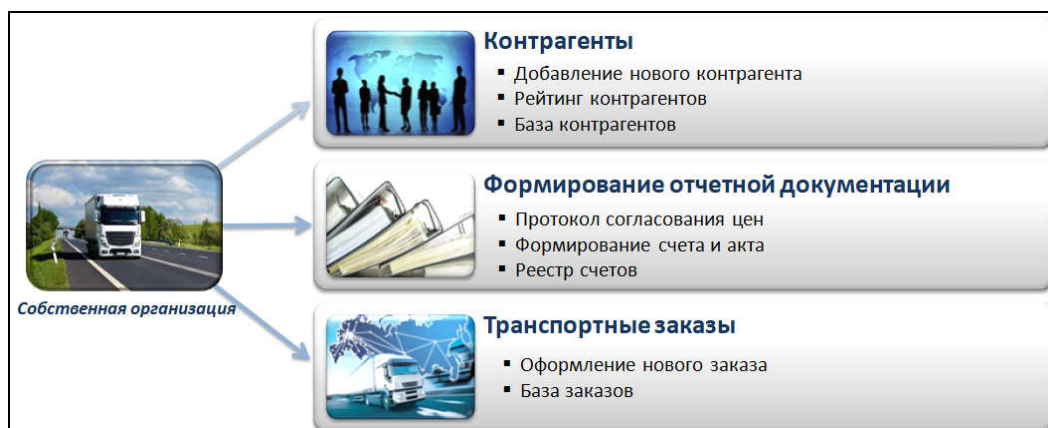 Контрагенты
▪ Добавление нового контрагента
▪ Рейтинг контрагентов
▪ База контрагентов
Формирование отчетной документации
▪ Протокол согласования цен
▪ Формирование счета и акта
▪ Реестр счетов
Собственная организация
Транспортные заказы
▪ Оформление нового заказа
▪ База заказов